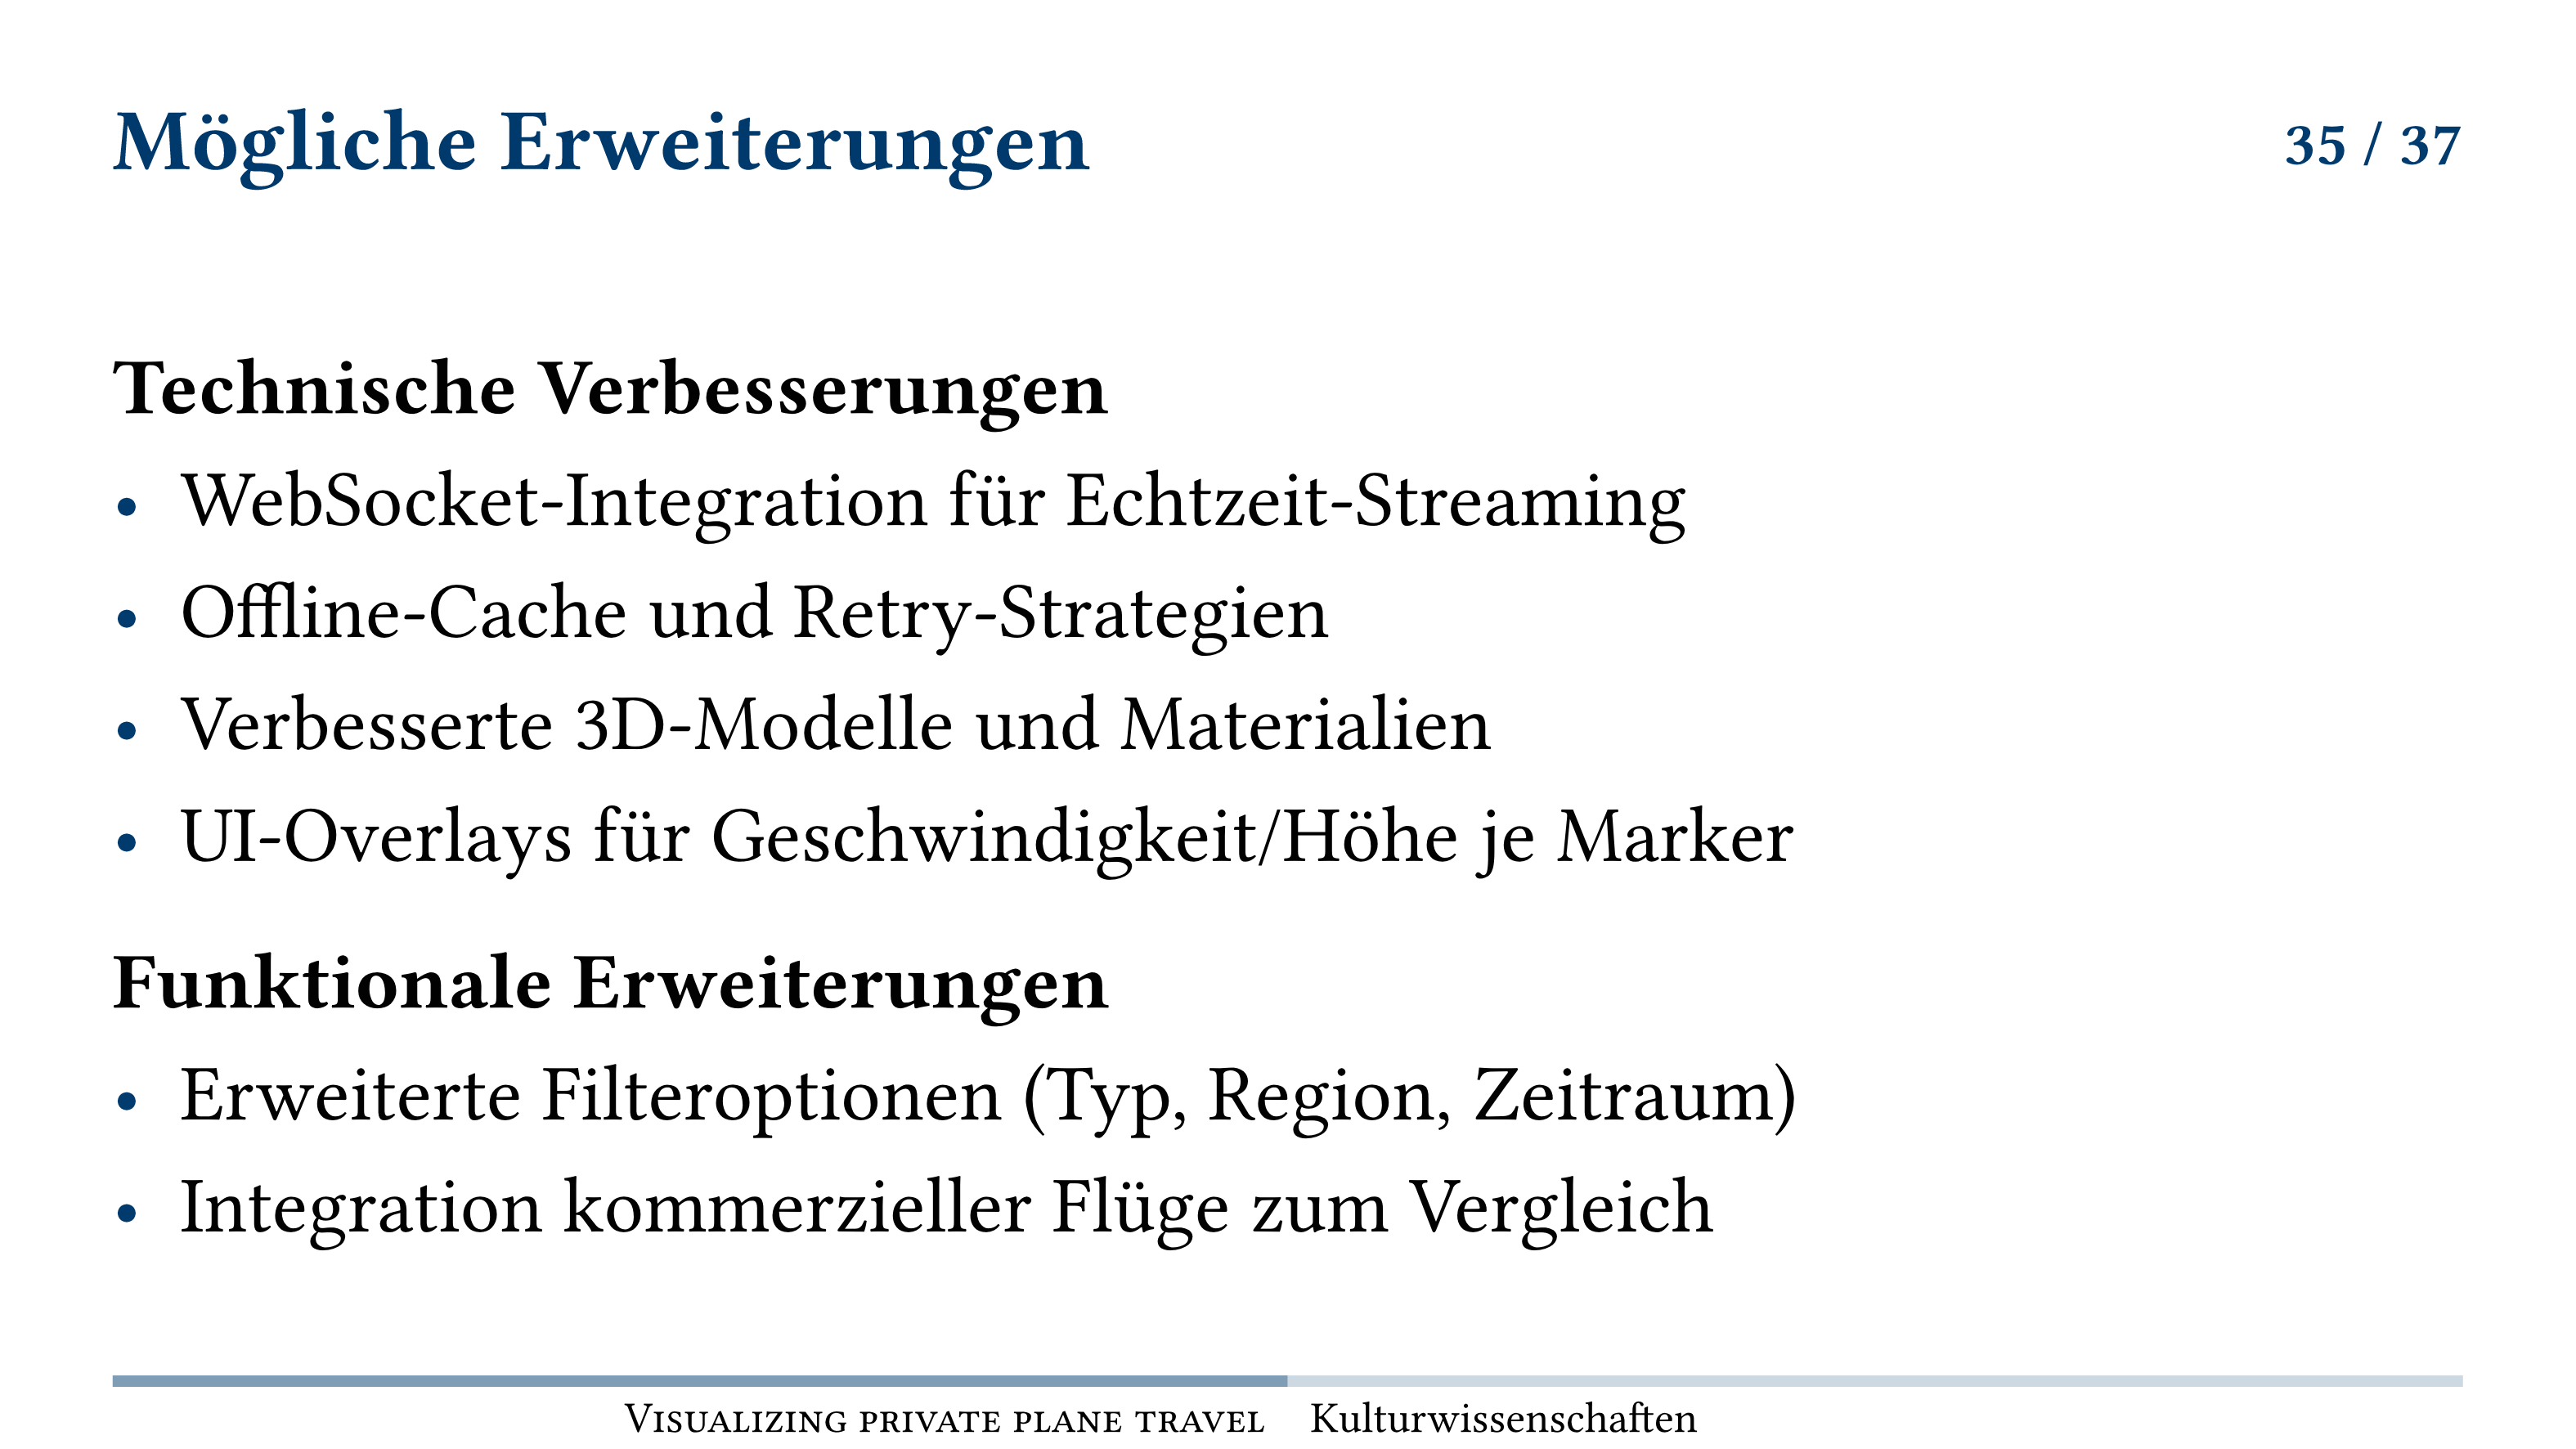 Mögliche Erweiterungen
35 / 37
Technische Verbesserungen
• WebSocket-Integration für Echtzeit-Streaming
• Offline-Cache und Retry-Strategien
• Verbesserte 3D-Modelle und Materialien
• UI-Overlays für Geschwindigkeit/Höhe je Marker
Funktionale Erweiterungen
• Erweiterte Filteroptionen (Typ, Region, Zeitraum)
• Integration kommerzieller Flüge zum Vergleich
Visualizing private plane travel Kulturwissenschaften